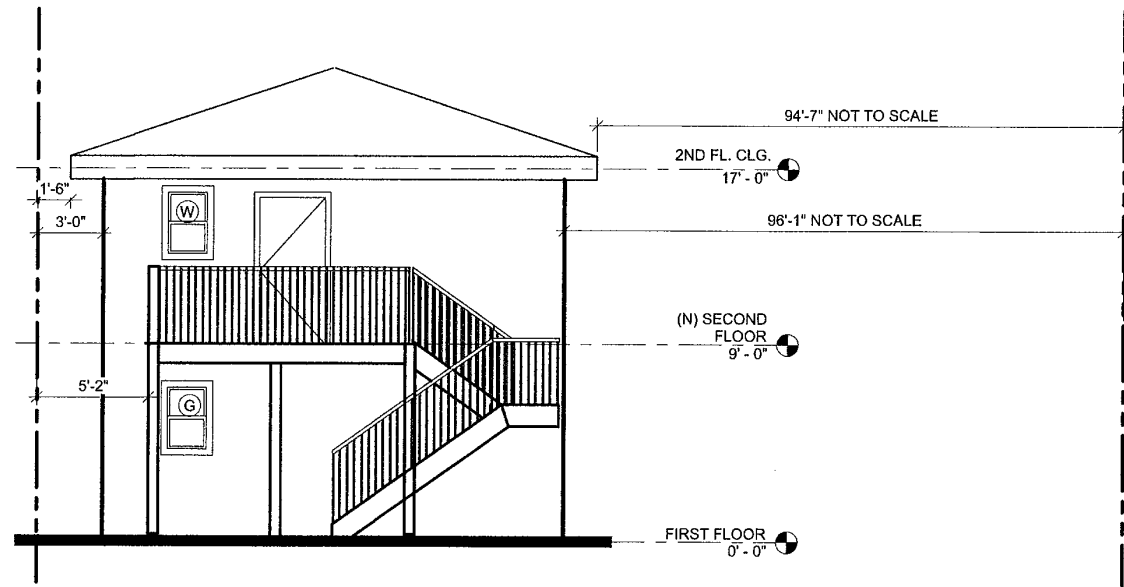 94'-7" NOT TO SCALE
2ND FL. CLG.
17' - 0"
1'-6"
W
3'-0"
96'-1" NOT TO SCALE
(N) SECOND
FLOOR
9' - 0"
5'-2"
G
FIRST FLOOR
0' - 0"